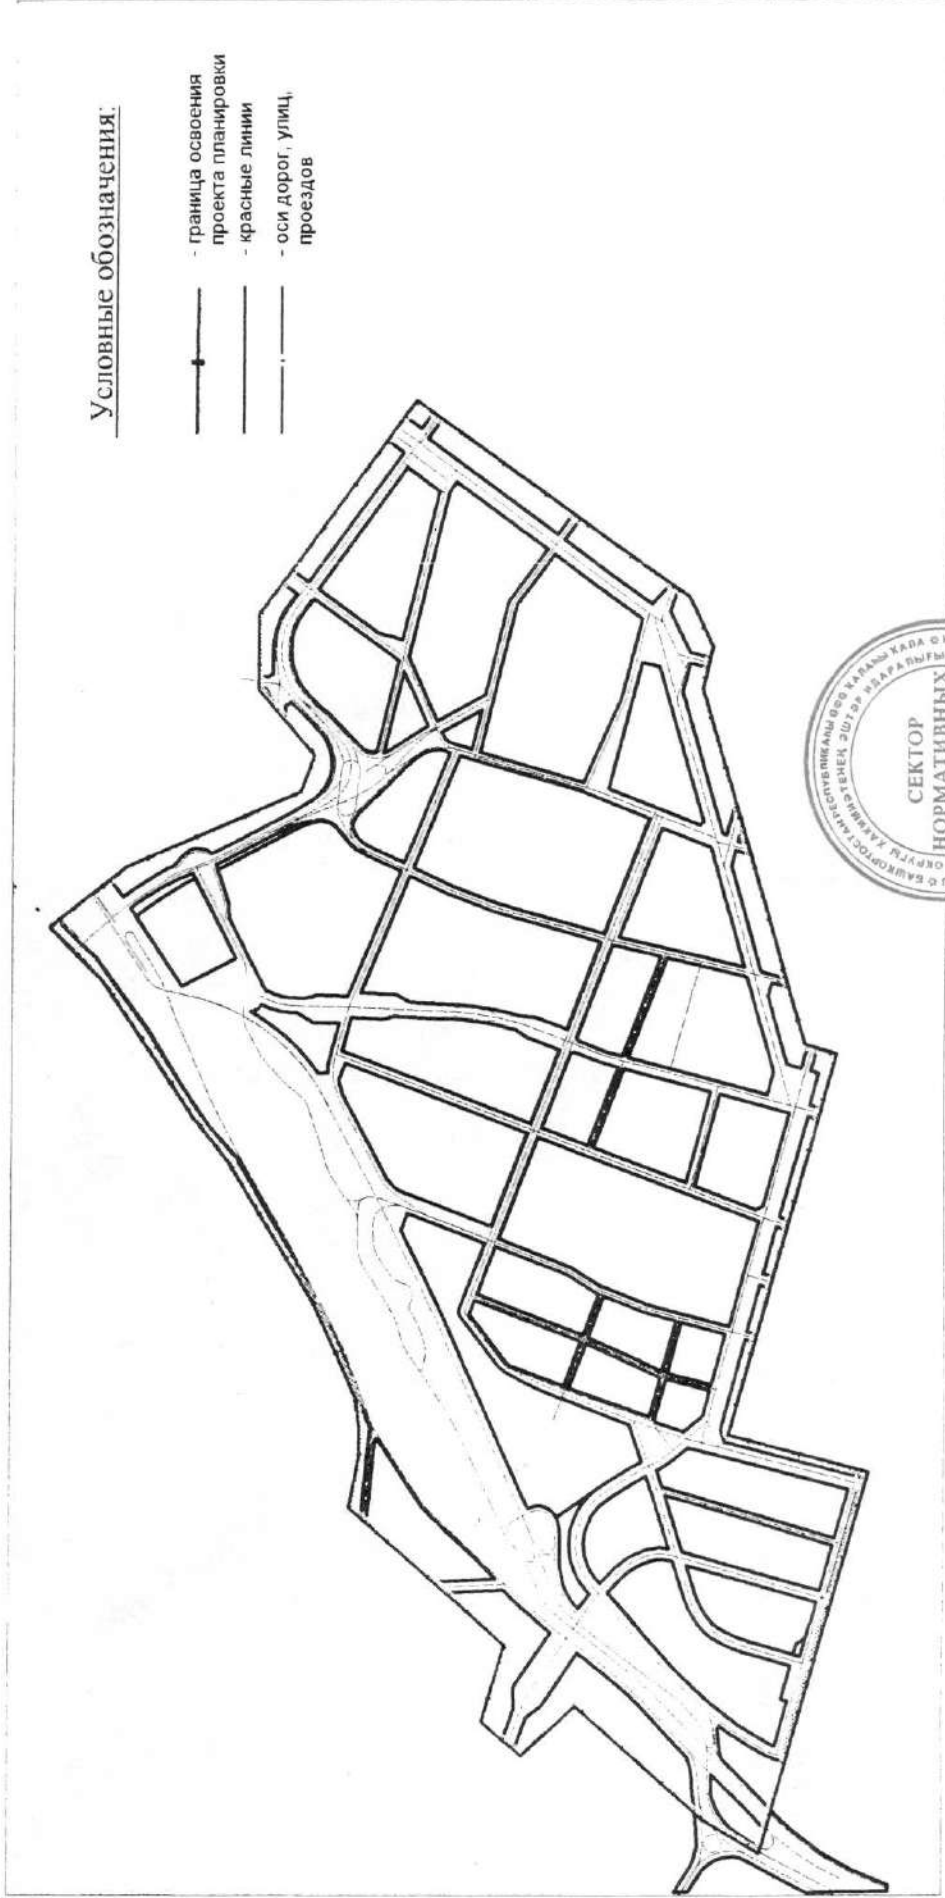 Условные обозначения:
- граница освоения
проекта планировки
- красные линии
- оси дорог, улиц,
проездов
СЕКТОР
НОРМАТИВНЫХ